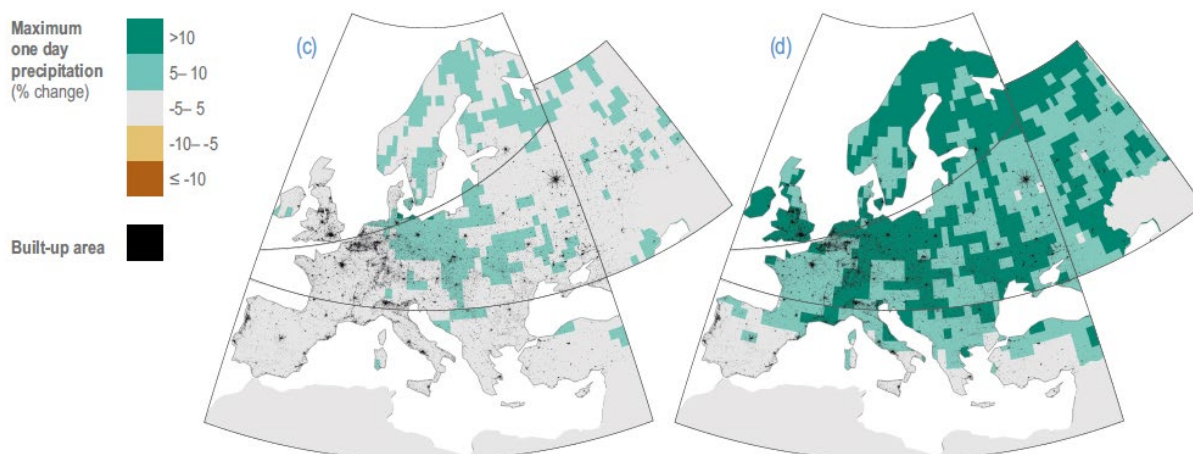 Maximum
one day
precipitation
(% change)
>10
5– 10
-5– 5
-10– -5
≤ -10
Built-up area
(c)
(d)